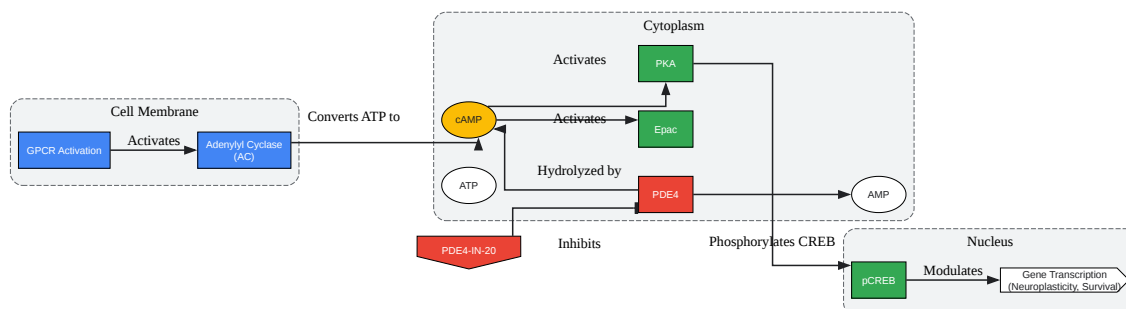 Cytoplasm
Activates
PKA
Cell Membrane
Converts ATP to
cAMP
Activates
Epac
GPCR Activation
Activates
Adenylyl Cyclase
(AC)
Hydrolyzed by
ATP
PDE4
AMP
PDE4-IN-20
Inhibits
Phosphorylates CREB
Nucleus
pCREB
Modulates
Gene Transcription
(Neuroplasticity, Survival)